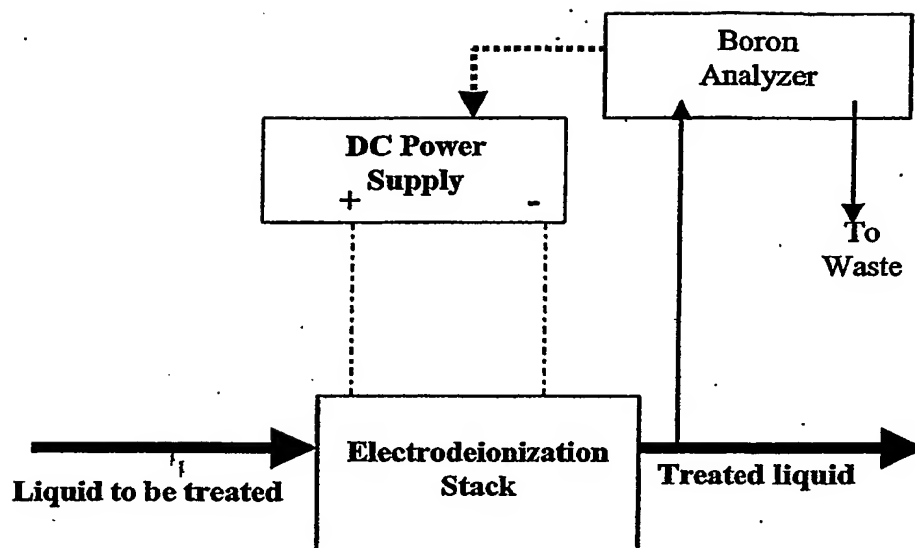 Boron
Analyzer
DC Power
Supply
+ -
To
Waste
Electrodeionization
Stack
Liquid to be treated
Treated liquid